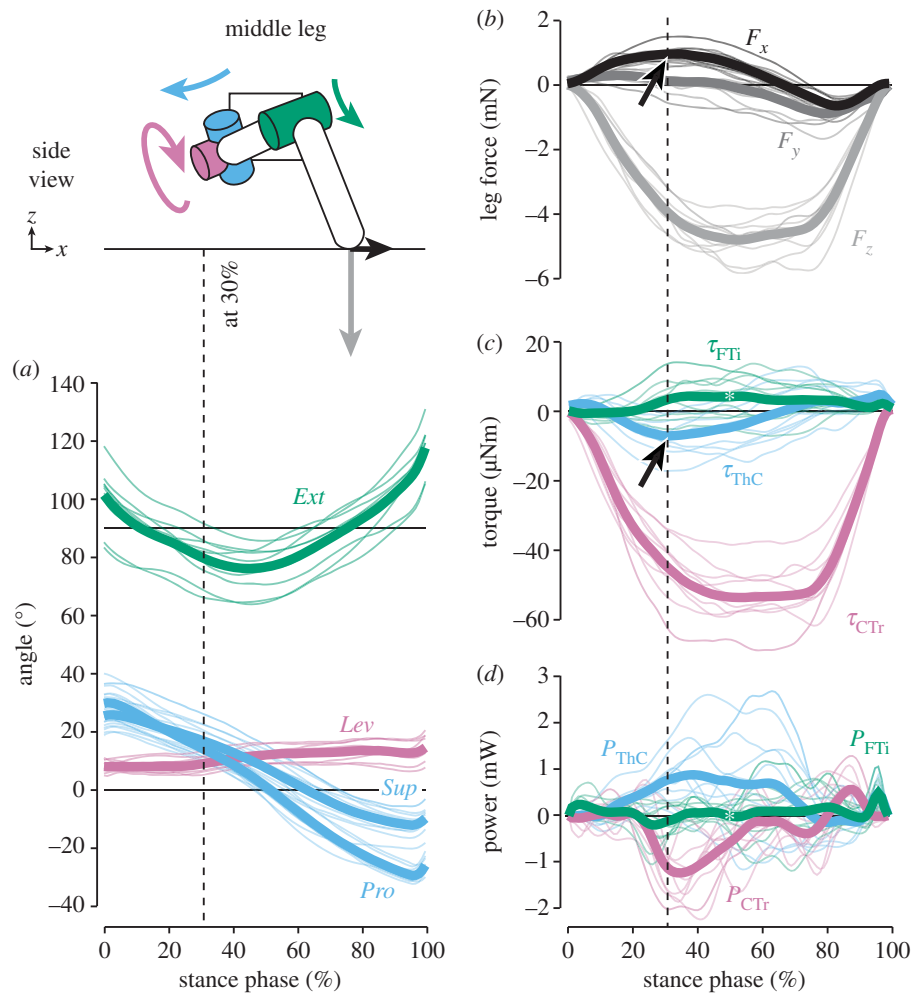 middle leg
side
view
z
x
at 30%
(a)
140
120
100
80
60
40
20
0
–20
–40
angle (°)
Ext
Lev
Sup
Pro
0 20 40 60 80 100
stance phase (%)
(b)
2
0
–2
–4
–6
leg force (mN)
Fx
Fy
Fz
(c)
20
0
–20
–40
–60
torque (μNm)
τFTi
*
τThC
τCTr
(d)
3
2
1
0
–1
–2
power (mW)
PThC
PFTi
*
PCTr
0 20 40 60 80 100
stance phase (%)